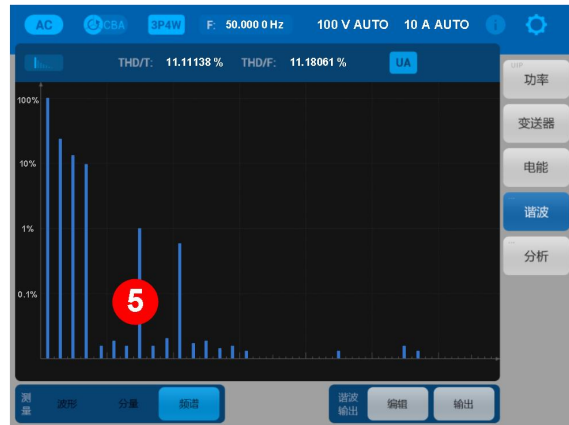 AC CBA 3P4W F: 50.000 0 Hz 100 V AUTO 10 A AUTO
THD/T: 11.11138 % THD/F: 11.18061 % UA
功率
100%
变送器
10%
电能
谐波
1%
分析
0.1%
5
测量 波形 分量 频谱 谐波输出 编辑 输出